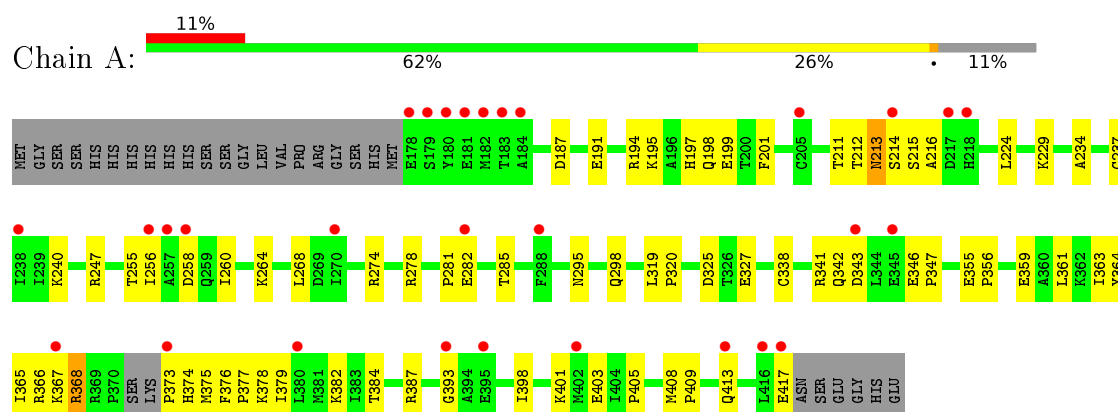 11%
Chain A:
62% 26% • 11%
MET GLY SER SER HIS HIS HIS HIS HIS HIS SER SER GLY LEU VAL PRO ARG GLY SER HIS MET E178 S179 Y180 E181 M182 T183 A184 D187 E191 R194 K195 A196 H197 Q198 E199 T200 F201 C205 T211 T212 N213 S214 S215 A216 D217 H218 L224 K229 A234
I238 I239 K240 R247 T255 I256 A257 D258 Q259 I260 K264 L268 D269 I270 R274 R278 P281 E282 T285 F288 N295 Q298 L319 P320 D325 T326 E327 C338 R341 Q342 D343 L344 E345 E346 P347 E355 P356 E359 A360 L361 K362 I363
I365 R366 K367 R368 R369 P370 SER LYS P373 H374 M375 F376 P377 K378 I379 L380 M381 K382 I383 T384 R387 G393 A394 E395 I398 K401 M402 E403 I404 P405 M408 P409 Q413 L416 E417 ASN SER GLU GLY HIS GLU